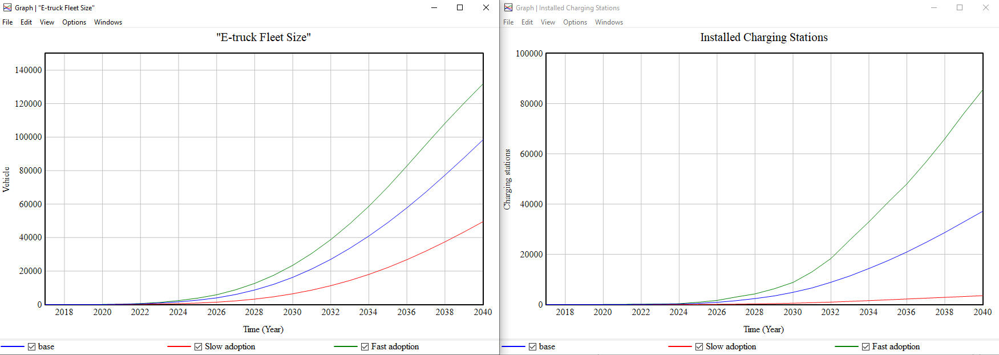 Graph | "E-truck Fleet Size"
File Edit View Options Windows
"E-truck Fleet Size"
140000
120000
100000
80000
60000
40000
20000
0
Vehicle
2018 2020 2022 2024 2026 2028 2030 2032 2034 2036 2038 2040
Time (Year)
base Slow adoption Fast adoption
Graph | Installed Charging Stations
File Edit View Options Windows
Installed Charging Stations
100000
80000
60000
40000
20000
0
Charging stations
2018 2020 2022 2024 2026 2028 2030 2032 2034 2036 2038 2040
Time (Year)
base Slow adoption Fast adoption